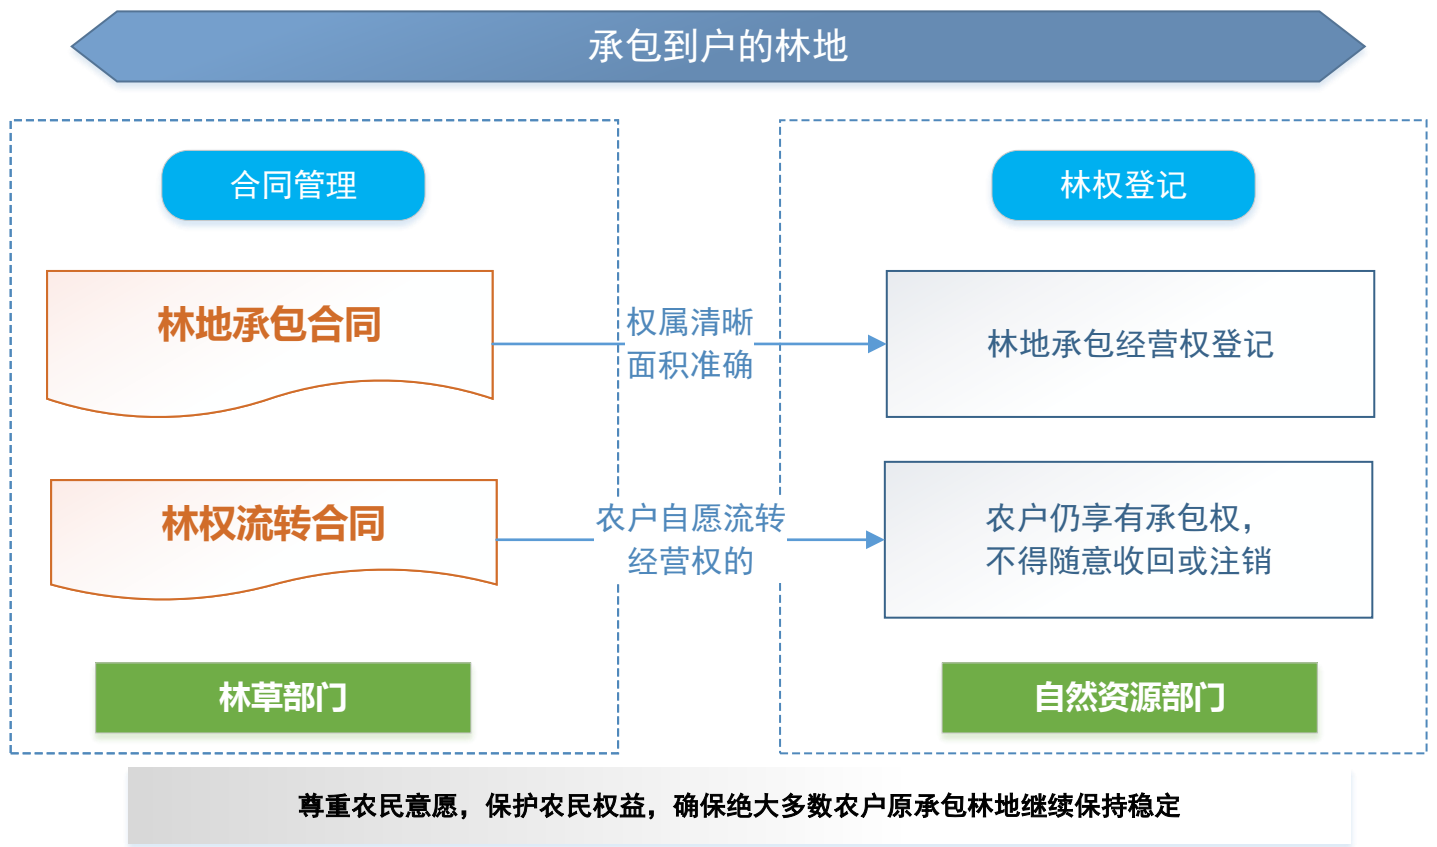 承包到户的林地
合同管理
林权登记
林地承包合同
权属清晰
面积准确
林地承包经营权登记
林权流转合同
农户自愿流转
经营权的
农户仍享有承包权，
不得随意收回或注销
林草部门
自然资源部门
尊重农民意愿，保护农民权益，确保绝大多数农户原承包林地继续保持稳定